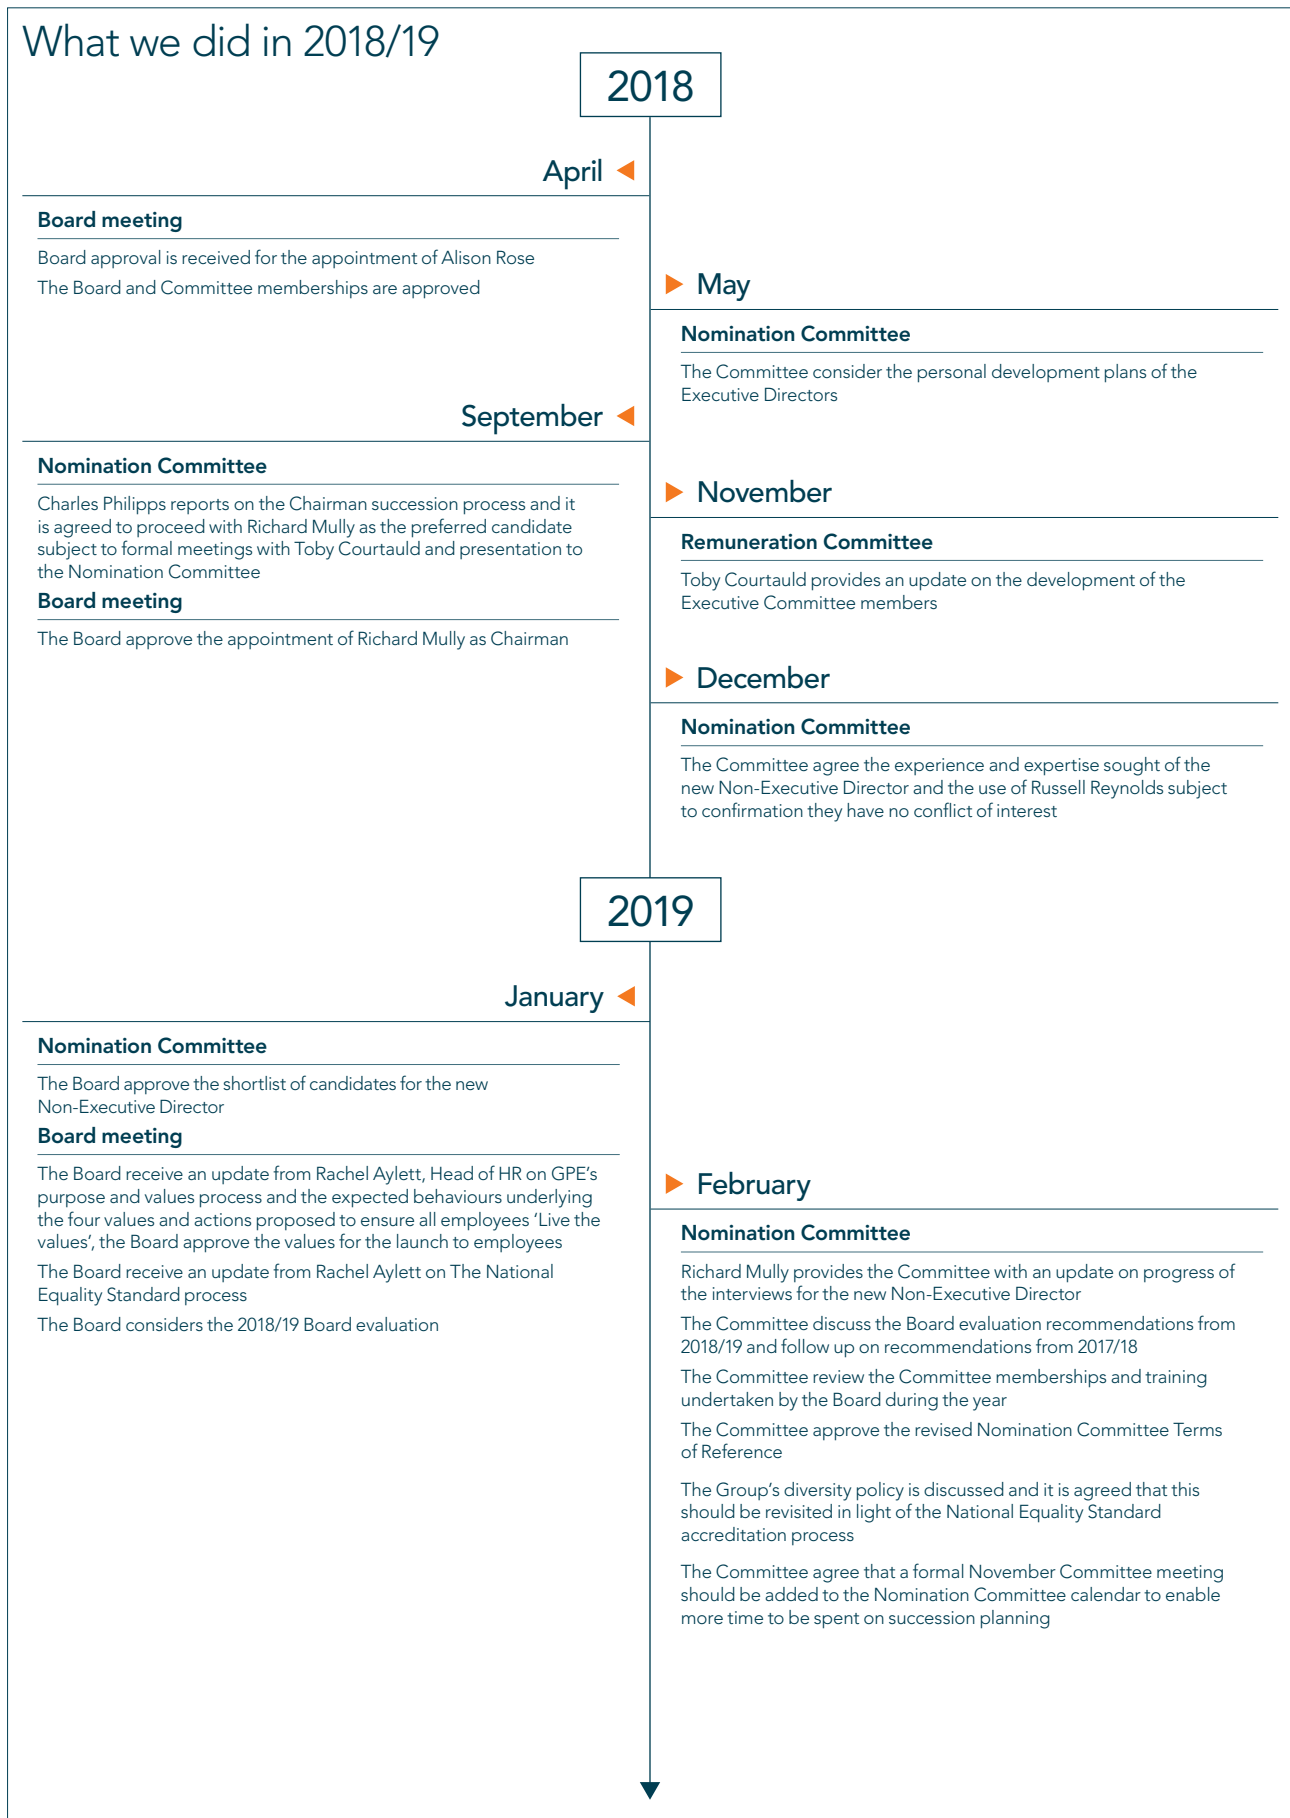 What we did in 2018/19
2018
April
Board meeting
Board approval is received for the appointment of Alison Rose
The Board and Committee memberships are approved
May
Nomination Committee
The Committee consider the personal development plans of the
Executive Directors
September
Nomination Committee
Charles Philipps reports on the Chairman succession process and it
is agreed to proceed with Richard Mully as the preferred candidate
subject to formal meetings with Toby Courtauld and presentation to
the Nomination Committee
Board meeting
The Board approve the appointment of Richard Mully as Chairman
November
Remuneration Committee
Toby Courtauld provides an update on the development of the
Executive Committee members
December
Nomination Committee
The Committee agree the experience and expertise sought of the
new Non-Executive Director and the use of Russell Reynolds subject
to confirmation they have no conflict of interest
2019
January
Nomination Committee
The Board approve the shortlist of candidates for the new
Non-Executive Director
Board meeting
The Board receive an update from Rachel Aylett, Head of HR on GPE’s
purpose and values process and the expected behaviours underlying
the four values and actions proposed to ensure all employees ‘Live the
values’, the Board approve the values for the launch to employees
The Board receive an update from Rachel Aylett on The National
Equality Standard process
The Board considers the 2018/19 Board evaluation
February
Nomination Committee
Richard Mully provides the Committee with an update on progress of
the interviews for the new Non-Executive Director
The Committee discuss the Board evaluation recommendations from
2018/19 and follow up on recommendations from 2017/18
The Committee review the Committee memberships and training
undertaken by the Board during the year
The Committee approve the revised Nomination Committee Terms
of Reference
The Group’s diversity policy is discussed and it is agreed that this
should be revisited in light of the National Equality Standard
accreditation process
The Committee agree that a formal November Committee meeting
should be added to the Nomination Committee calendar to enable
more time to be spent on succession planning